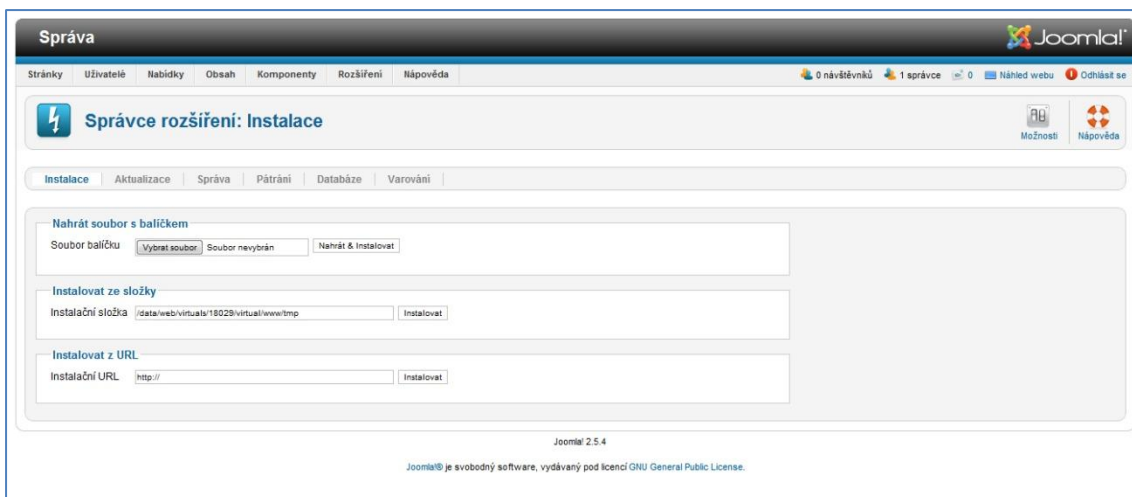 Správa Joomla!
Stránky Uživatelé Nabídky Obsah Komponenty Rozšíření Nápověda 0 návštěvníků 1 správce 0 Náhled webu Odhlásit se
Správce rozšíření: Instalace Možnosti Nápověda
Instalace Aktualizace Správa Pátrání Databáze Varování
Nahrát soubor s balíčkem
Soubor balíčku Vybrat soubor Soubor nevybrán Nahrát & Instalovat
Instalovat ze složky
Instalační složka /data/web/virtuals/18029/virtual/www/tmp Instalovat
Instalovat z URL
Instalační URL http:// Instalovat
Joomla! 2.5.4
Joomla!® je svobodný software, vydávaný pod licencí GNU General Public License.